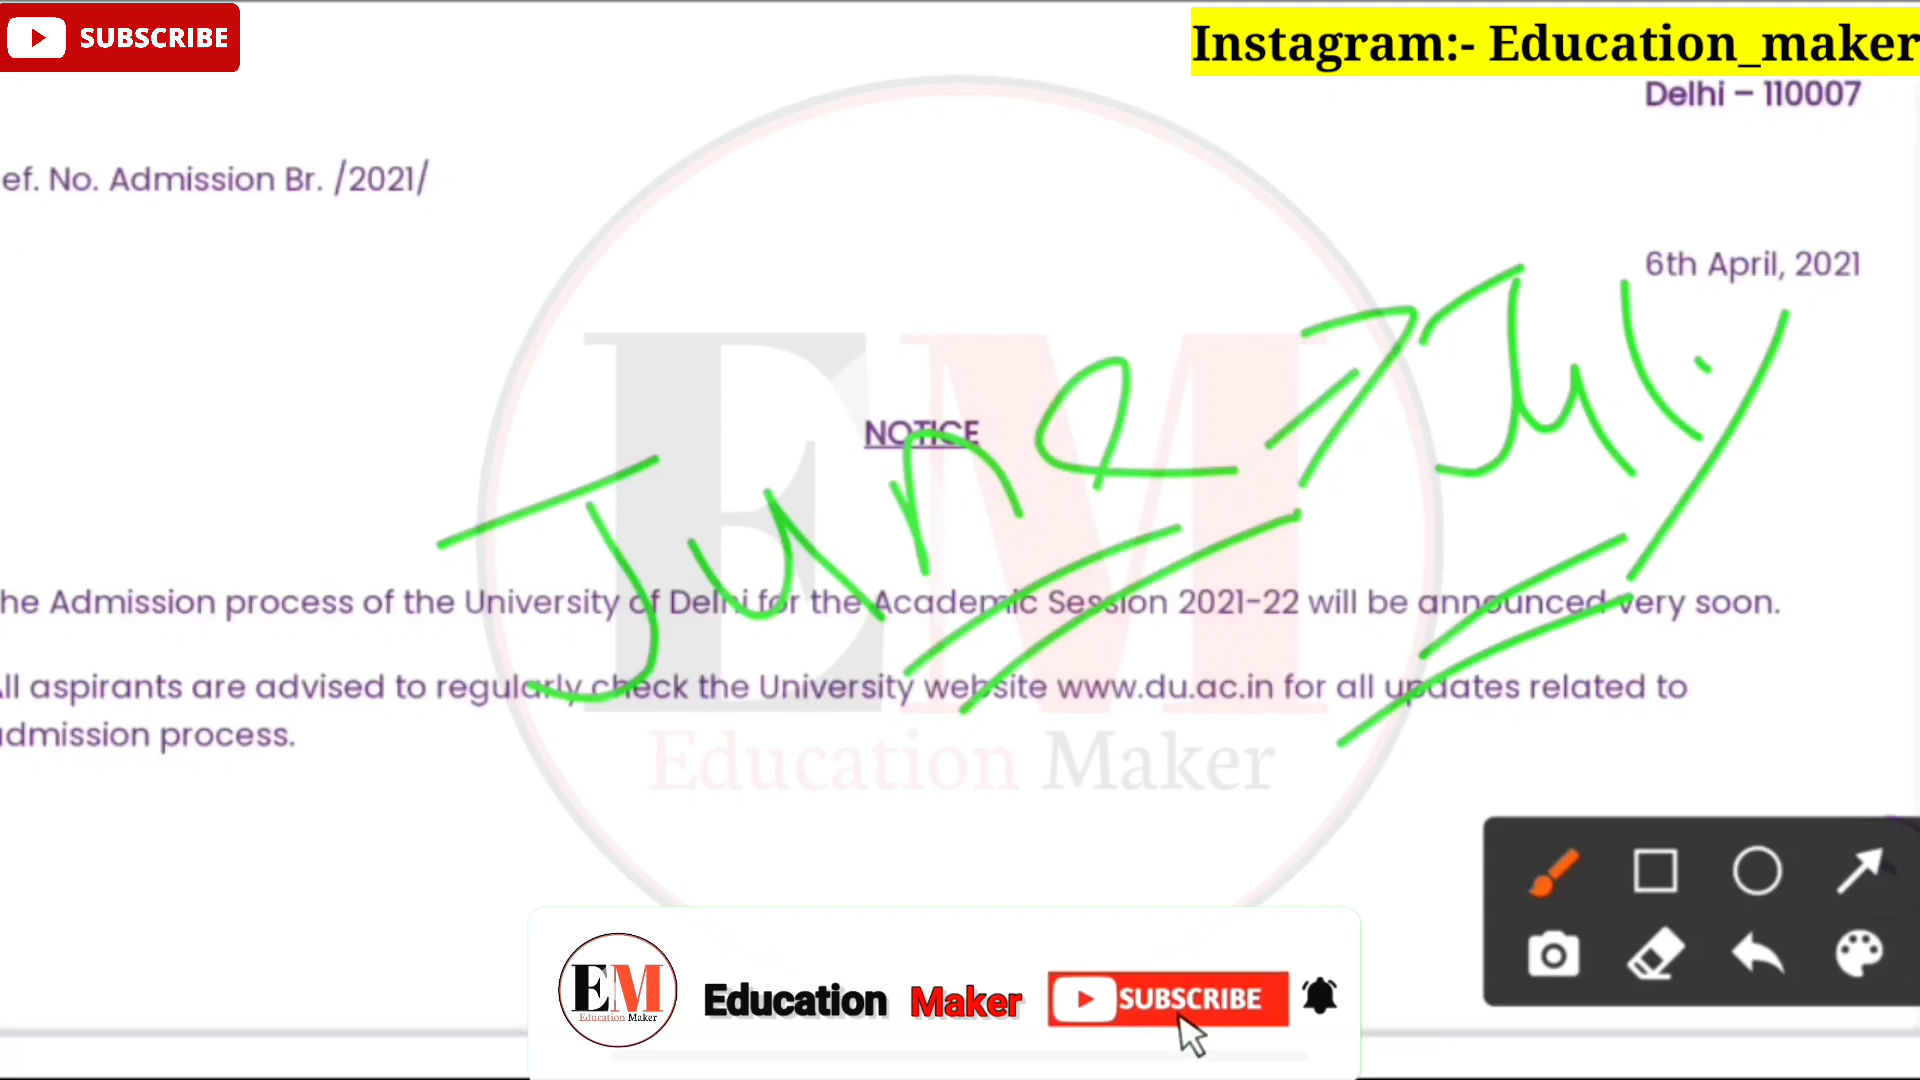 SUBSCRIBE
Instagram:- Education_maker
Delhi – 110007
ef. No. Admission Br. /2021/
6th April, 2021
NOTICE
June July
he Admission process of the University of Delhi for the Academic Session 2021-22 will be announced very soon.
ll aspirants are advised to regularly check the University website www.du.ac.in for all updates related to
dmission process.
EM
Education Maker
EM
Education Maker
Education Maker
SUBSCRIBE